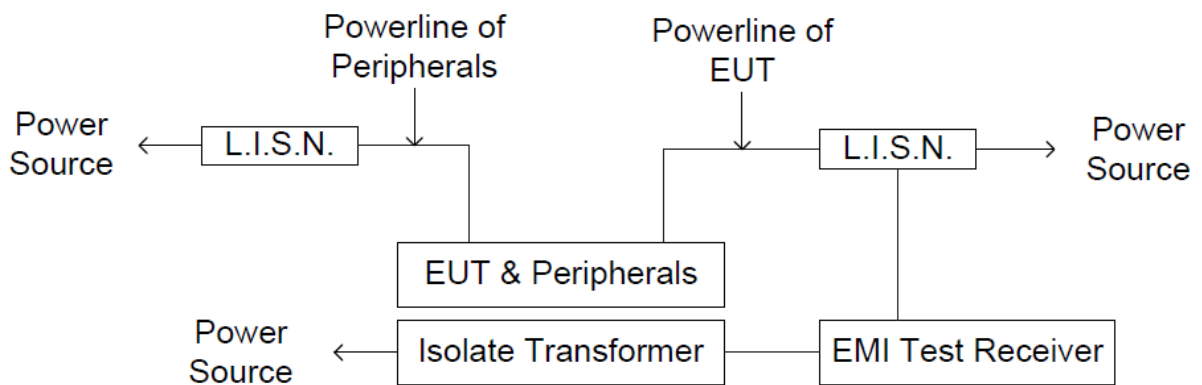 Powerline of
Peripherals
Powerline of
EUT
Power
Source
L.I.S.N.
L.I.S.N.
Power
Source
EUT & Peripherals
Power
Source
Isolate Transformer
EMI Test Receiver